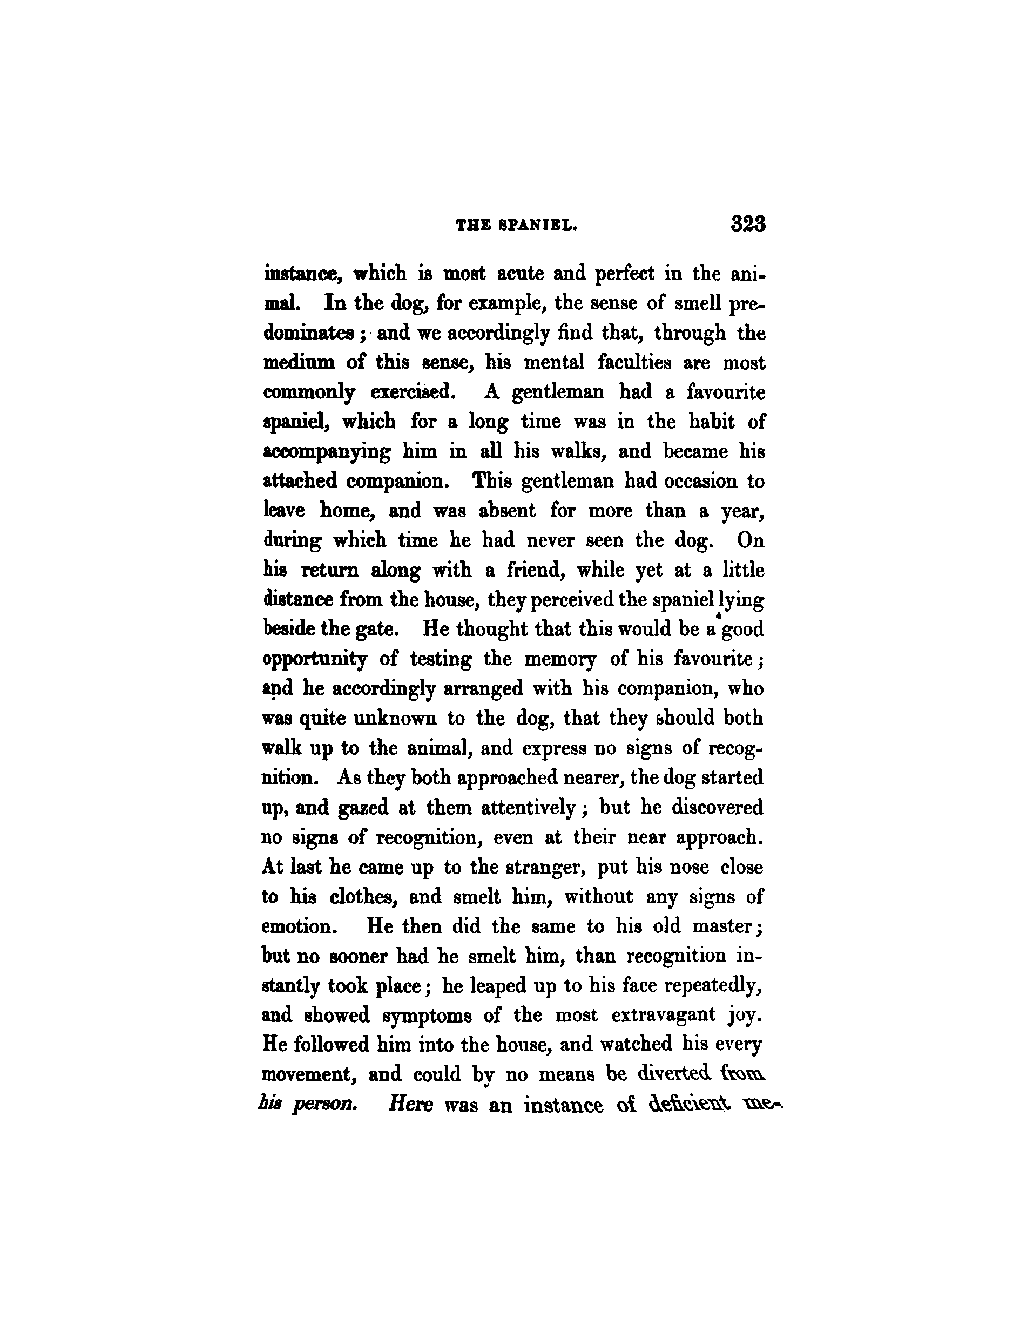 THE SPANIEL. 323
instance, which is most acute and perfect in the ani-
mal. In the dog, for example, the sense of smell pre-
dominates; and we accordingly find that, through the
medium of this sense, his mental faculties are most
commonly exercised. A gentleman had a favourite
spaniel, which for a long time was in the habit of
accompanying him in all his walks, and became his
attached companion. This gentleman had occasion to
leave home, and was absent for more than a year,
during which time he had never seen the dog. On
his return along with a friend, while yet at a little
distance from the house, they perceived the spaniel lying
beside the gate. He thought that this would be a good
opportunity of testing the memory of his favourite;
and he accordingly arranged with his companion, who
was quite unknown to the dog, that they should both
walk up to the animal, and express no signs of recog-
nition. As they both approached nearer, the dog started
up, and gazed at them attentively; but he discovered
no signs of recognition, even at their near approach.
At last he came up to the stranger, put his nose close
to his clothes, and smelt him, without any signs of
emotion. He then did the same to his old master;
but no sooner had he smelt him, than recognition in-
stantly took place; he leaped up to his face repeatedly,
and showed symptoms of the most extravagant joy.
He followed him into the house, and watched his every
movement, and could by no means be diverted from
his person. Here was an instance of deficient me-